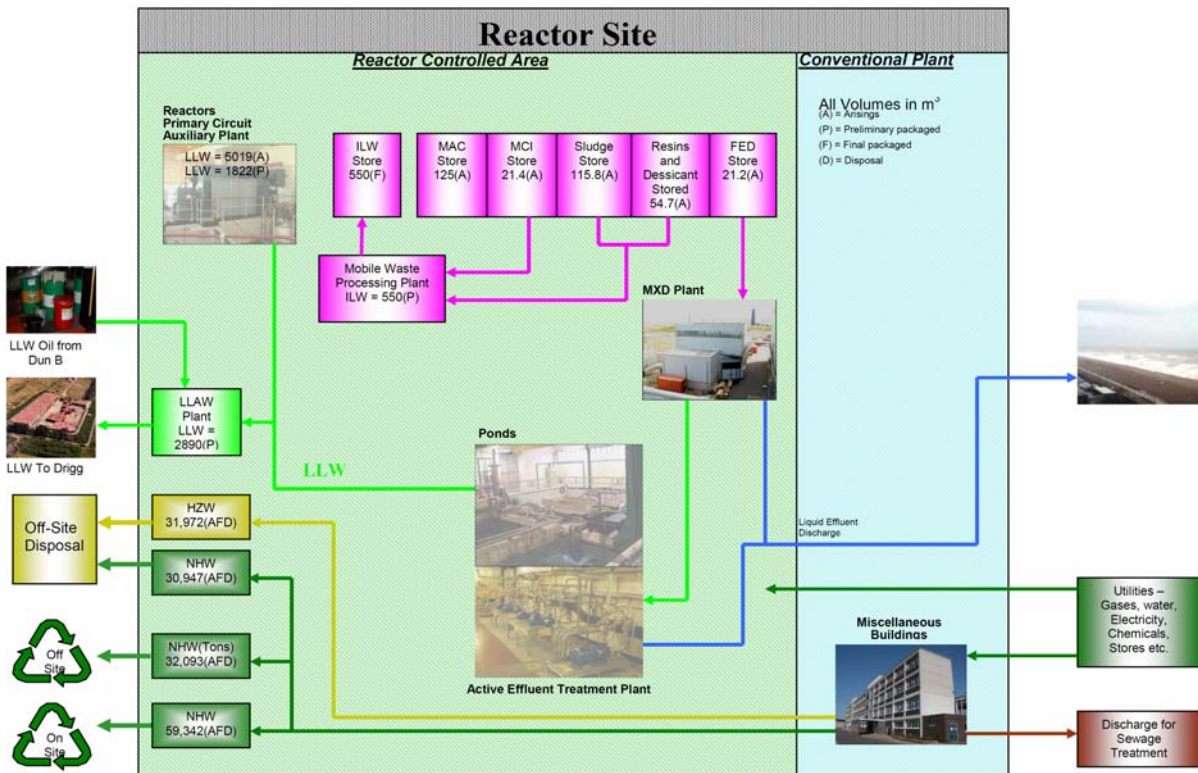 Reactor Site
Reactor Controlled Area
Conventional Plant
All Volumes in m³
(A) = Arisings
(P) = Preliminary packaged
(F) = Final packaged
(D) = Disposal
Reactors
Primary Circuit
Auxiliary Plant
LLW = 5019(A)
LLW = 1822(P)
ILW
Store
550(F)
MAC
Store
125(A)
MCI
Store
21.4(A)
Sludge
Store
115.8(A)
Resins
and
Dessicant
Stored
54.7(A)
FED
Store
21.2(A)
Mobile Waste
Processing Plant
ILW = 550(P)
MXD Plant
LLW Oil from
Dun B
LLAW
Plant
LLW =
2890(P)
LLW To Drigg
Ponds
LLW
HZW
31,972(AFD)
Off-Site
Disposal
NHW
30,947(AFD)
Liquid Effluent
Discharge
Utilities –
Gases, water,
Electricity,
Chemicals,
Stores etc.
Miscellaneous
Buildings
Off
Site
NHW(Tons)
32,093(AFD)
Active Effluent Treatment Plant
On
Site
NHW
59,342(AFD)
Discharge for
Sewage
Treatment